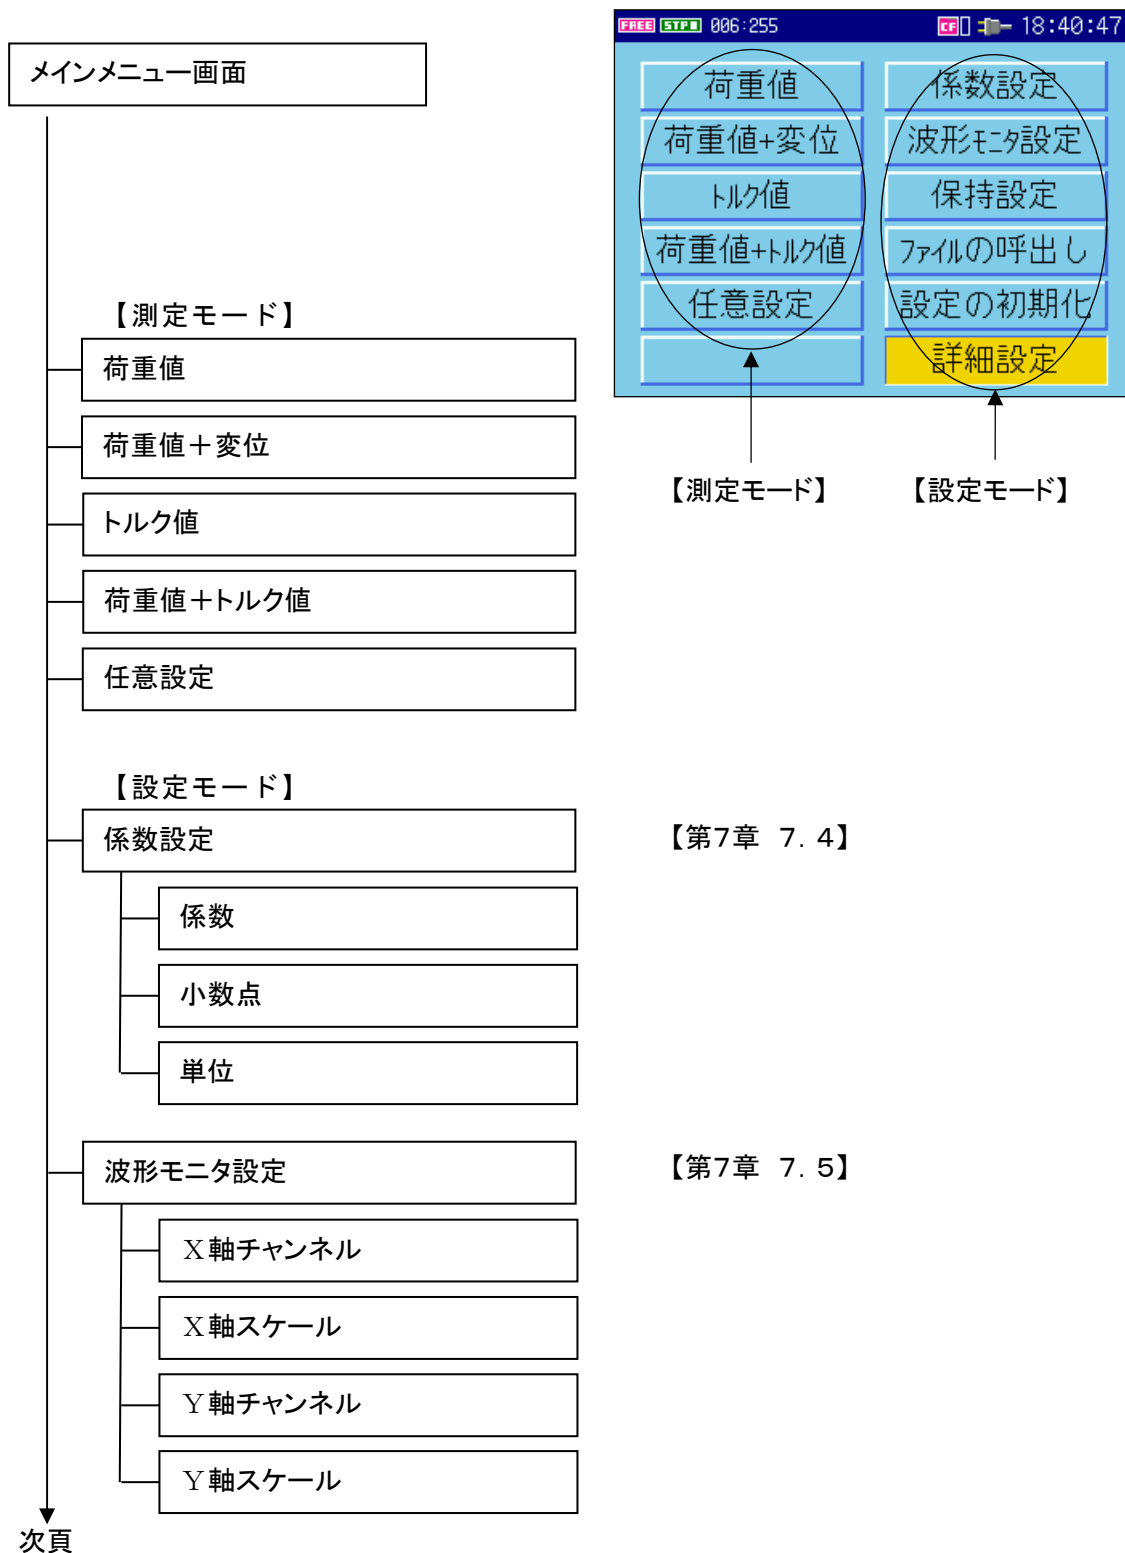 メインメニュー画面
FREE STP 006:255 CF 18:40:47
荷重値 係数設定
荷重値+変位 波形モニタ設定
トルク値 保持設定
荷重値+トルク値 ファイルの呼出し
任意設定 設定の初期化
詳細設定
【測定モード】 【設定モード】
【測定モード】
荷重値
荷重値＋変位
トルク値
荷重値＋トルク値
任意設定
【設定モード】
係数設定 【第７章　７．４】
係数
小数点
単位
波形モニタ設定 【第７章　７．５】
Ｘ軸チャンネル
Ｘ軸スケール
Ｙ軸チャンネル
Ｙ軸スケール
次頁